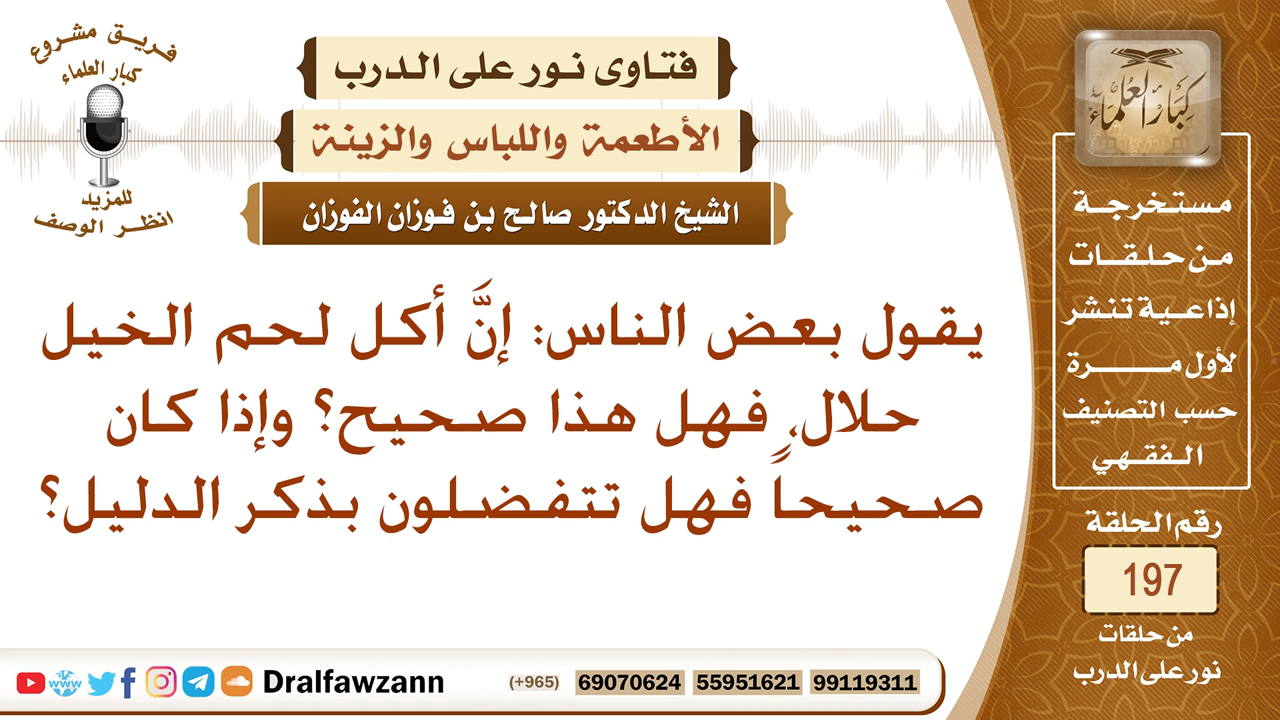 فريق مشروع
كبار العلماء
للمزيد
انظر الوصف
فتاوى نور على الدرب
الأطعمة واللباس والزينة
الشيخ الدكتور صالح بن فوزان الفوزان
يقول بعض الناس: إنَّ أكل لحم الخيل
حلال، فهل هذا صحيح؟ وإذا كان
صحيحاً فهل تتفضلون بذكر الدليل؟
كبار العلماء
مستخرجة
من حلقات
إذاعية تنشر
لأول مرة
حسب التصنيف
الفقهي
رقم الحلقة
197
من حلقات
نور على الدرب
www Dralfawzann (+965) 69070624 55951621 99119311